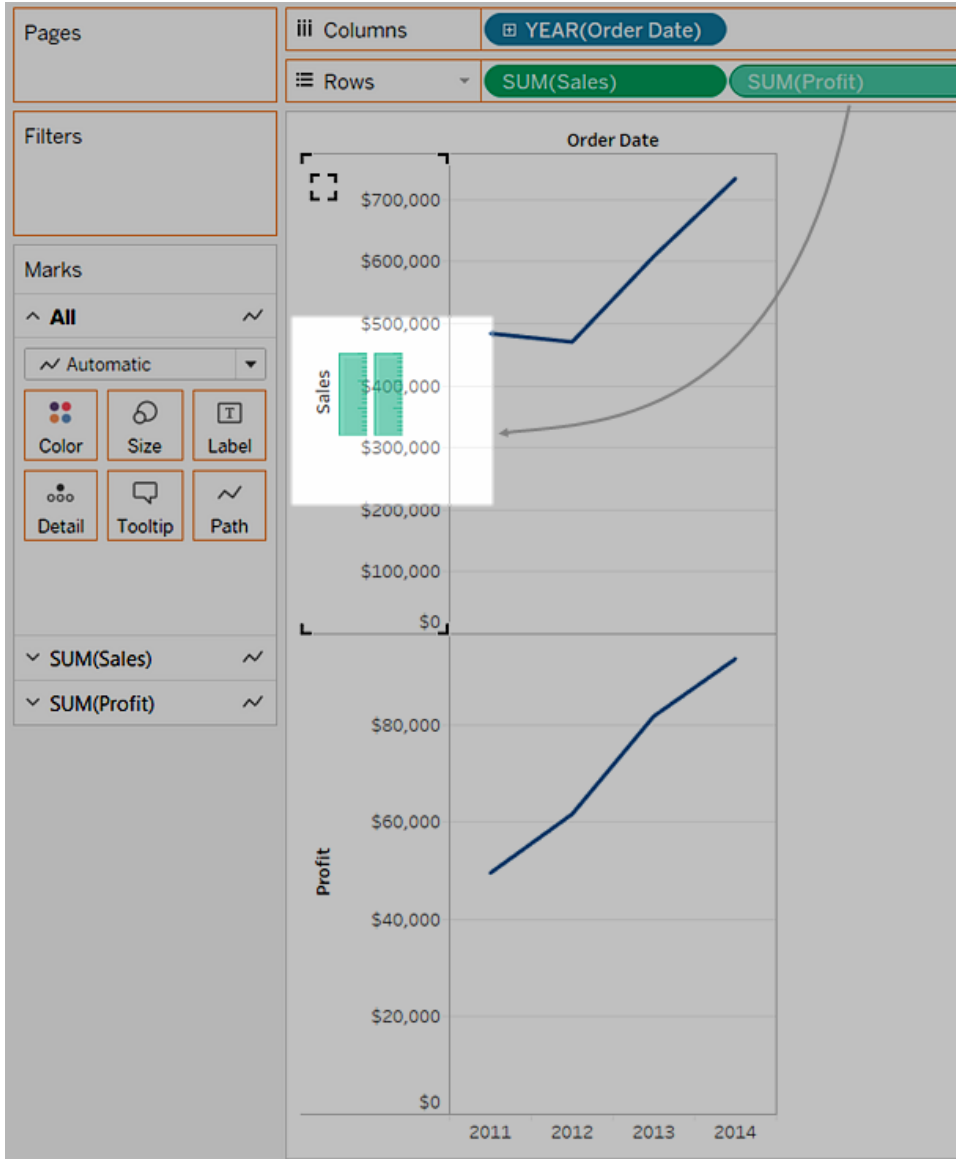 Pages
Columns
YEAR(Order Date)
Rows
SUM(Sales)
SUM(Profit)
Filters
Marks
All
Automatic
Color
Size
T
Label
Detail
Tooltip
Path
SUM(Sales)
SUM(Profit)
Order Date
Sales
$700,000
$600,000
$500,000
$400,000
$300,000
$200,000
$100,000
$0
Profit
$80,000
$60,000
$40,000
$20,000
$0
2011 2012 2013 2014